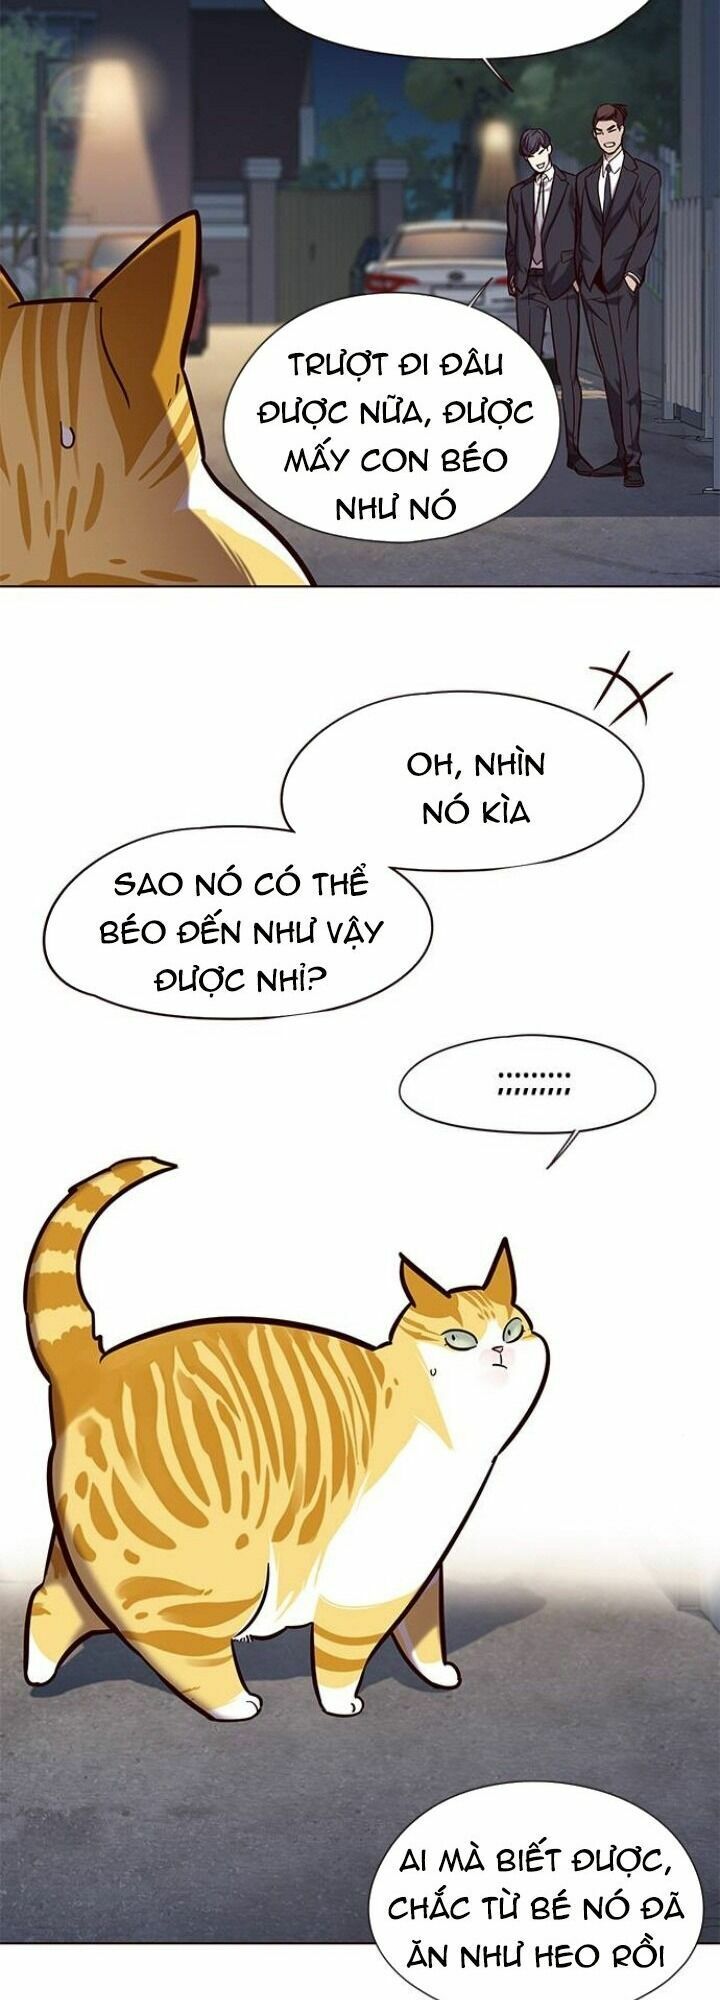 TRƯỢT ĐI ĐÂU
ĐƯỢC NỮA, ĐƯỢC
MẤY CON BÉO
NHƯ NÓ
OH, NHÌN
NÓ KÌA
SAO NÓ CÓ THỂ
BÉO ĐẾN NHƯ VẬY
ĐƯỢC NHỈ?
;;;;;;;;;
AI MÀ BIẾT ĐƯỢC,
CHẮC TỪ BÉ NÓ ĐÃ
ĂN NHƯ HEO RỒI